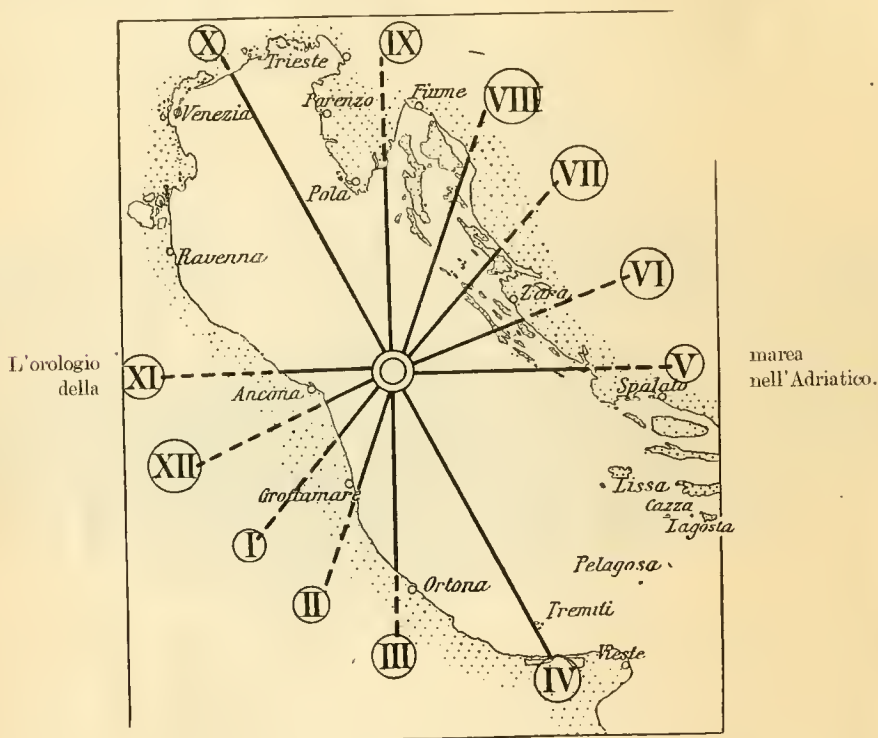 X
IX
Trieste
Fiume
VIII
Parenzo
Venezia
VII
Pola
Ravenna
VI
Zara
L'orologio
della
XI
V
marea
nell'Adriatico.
Ancona
Spalato
XII
Grottamare
Lissa
Cazza
Lagosta
I
Pelagosa
II
Ortona
Tremiti
III
IV
Vieste